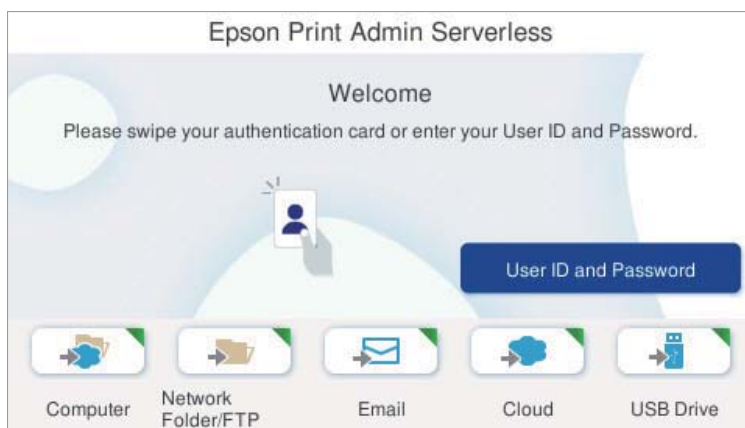 Epson Print Admin Serverless
Welcome
Please swipe your authentication card or enter your User ID and Password.
User ID and Password
Computer
Network
Folder/FTP
Email
Cloud
USB Drive